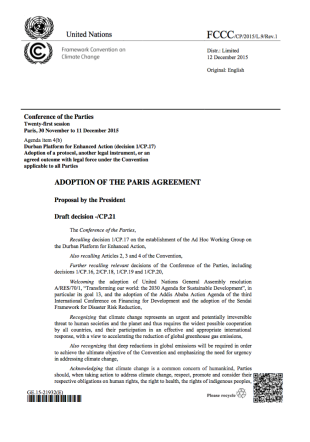 United Nations
FCCC/CP/2015/L.9/Rev.1
Framework Convention on
Climate Change
Distr.: Limited
12 December 2015
Original: English
Conference of the Parties
Twenty-first session
Paris, 30 November to 11 December 2015
Agenda item 4(b)
Durban Platform for Enhanced Action (decision 1/CP.17)
Adoption of a protocol, another legal instrument, or an
agreed outcome with legal force under the Convention
applicable to all Parties
ADOPTION OF THE PARIS AGREEMENT
Proposal by the President
Draft decision -/CP.21
The Conference of the Parties,
Recalling decision 1/CP.17 on the establishment of the Ad Hoc Working Group on
the Durban Platform for Enhanced Action,
Also recalling Articles 2, 3 and 4 of the Convention,
Further recalling relevant decisions of the Conference of the Parties, including
decisions 1/CP.16, 2/CP.18, 1/CP.19 and 1/CP.20,
Welcoming the adoption of United Nations General Assembly resolution
A/RES/70/1, "Transforming our world: the 2030 Agenda for Sustainable Development", in
particular its goal 13, and the adoption of the Addis Ababa Action Agenda of the third
International Conference on Financing for Development and the adoption of the Sendai
Framework for Disaster Risk Reduction,
Recognizing that climate change represents an urgent and potentially irreversible
threat to human societies and the planet and thus requires the widest possible cooperation
by all countries, and their participation in an effective and appropriate international
response, with a view to accelerating the reduction of global greenhouse gas emissions,
Also recognizing that deep reductions in global emissions will be required in order
to achieve the ultimate objective of the Convention and emphasizing the need for urgency
in addressing climate change,
Acknowledging that climate change is a common concern of humankind, Parties
should, when taking action to address climate change, respect, promote and consider their
respective obligations on human rights, the right to health, the rights of indigenous peoples,
GE.15-21932(E)
Please recycle